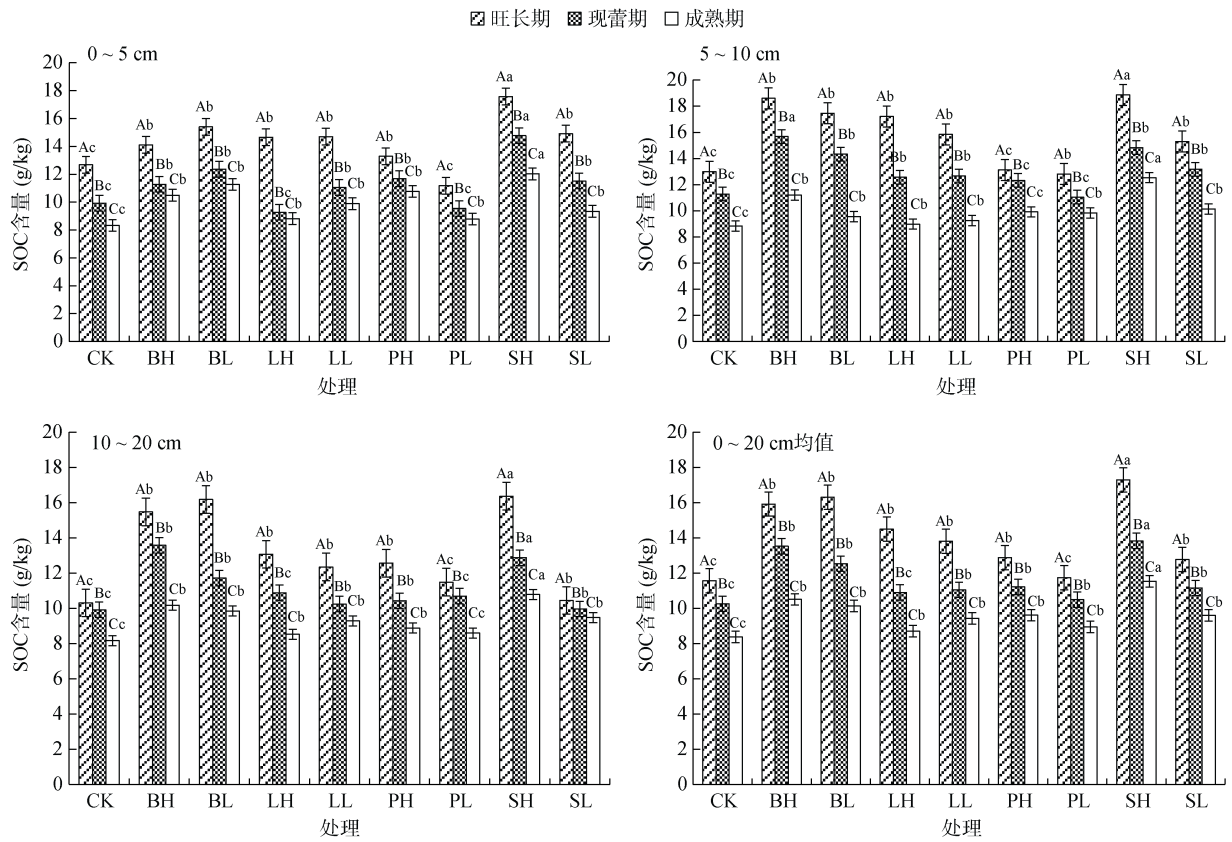 旺长期 现蕾期 成熟期
0 ~ 5 cm
SOC含量 (g/kg)
20
18
16
14
12
10
8
6
4
2
0
Ac Bc Cc Ab Bb Cb Ab Bb Cb Ab Bc Cc Ab Bb Cb Ab Bb Cb Ac Bc Cc Aa Ba Ca Ab Bb Cb
CK BH BL LH LL PH PL SH SL
处理
5 ~ 10 cm
SOC含量 (g/kg)
20
18
16
14
12
10
8
6
4
2
0
Ac Bc Cc Ab Ba Cb Ab Bb Cb Ab Bb Cb Ab Bb Cb Ab Bb Cb Ab Bc Cb Aa Bb Ca Ab Bb Cb
CK BH BL LH LL PH PL SH SL
处理
10 ~ 20 cm
SOC含量 (g/kg)
20
18
16
14
12
10
8
6
4
2
0
Ac Bc Cc Ab Bb Cb Ab Bb Cb Ab Bc Cc Ab Bc Cb Ab Bc Cb Ab Bc Cc Aa Ba Ca Ab Bb Cb
CK BH BL LH LL PH PL SH SL
处理
0 ~ 20 cm均值
SOC含量 (g/kg)
20
18
16
14
12
10
8
6
4
2
0
Ac Bc Cc Ab Bb Cb Ab Bb Cb Ab Bc Cb Ab Bb Cb Ab Bb Cb Ac Bc Cb Aa Ba Ca Ab Bb Cb
CK BH BL LH LL PH PL SH SL
处理